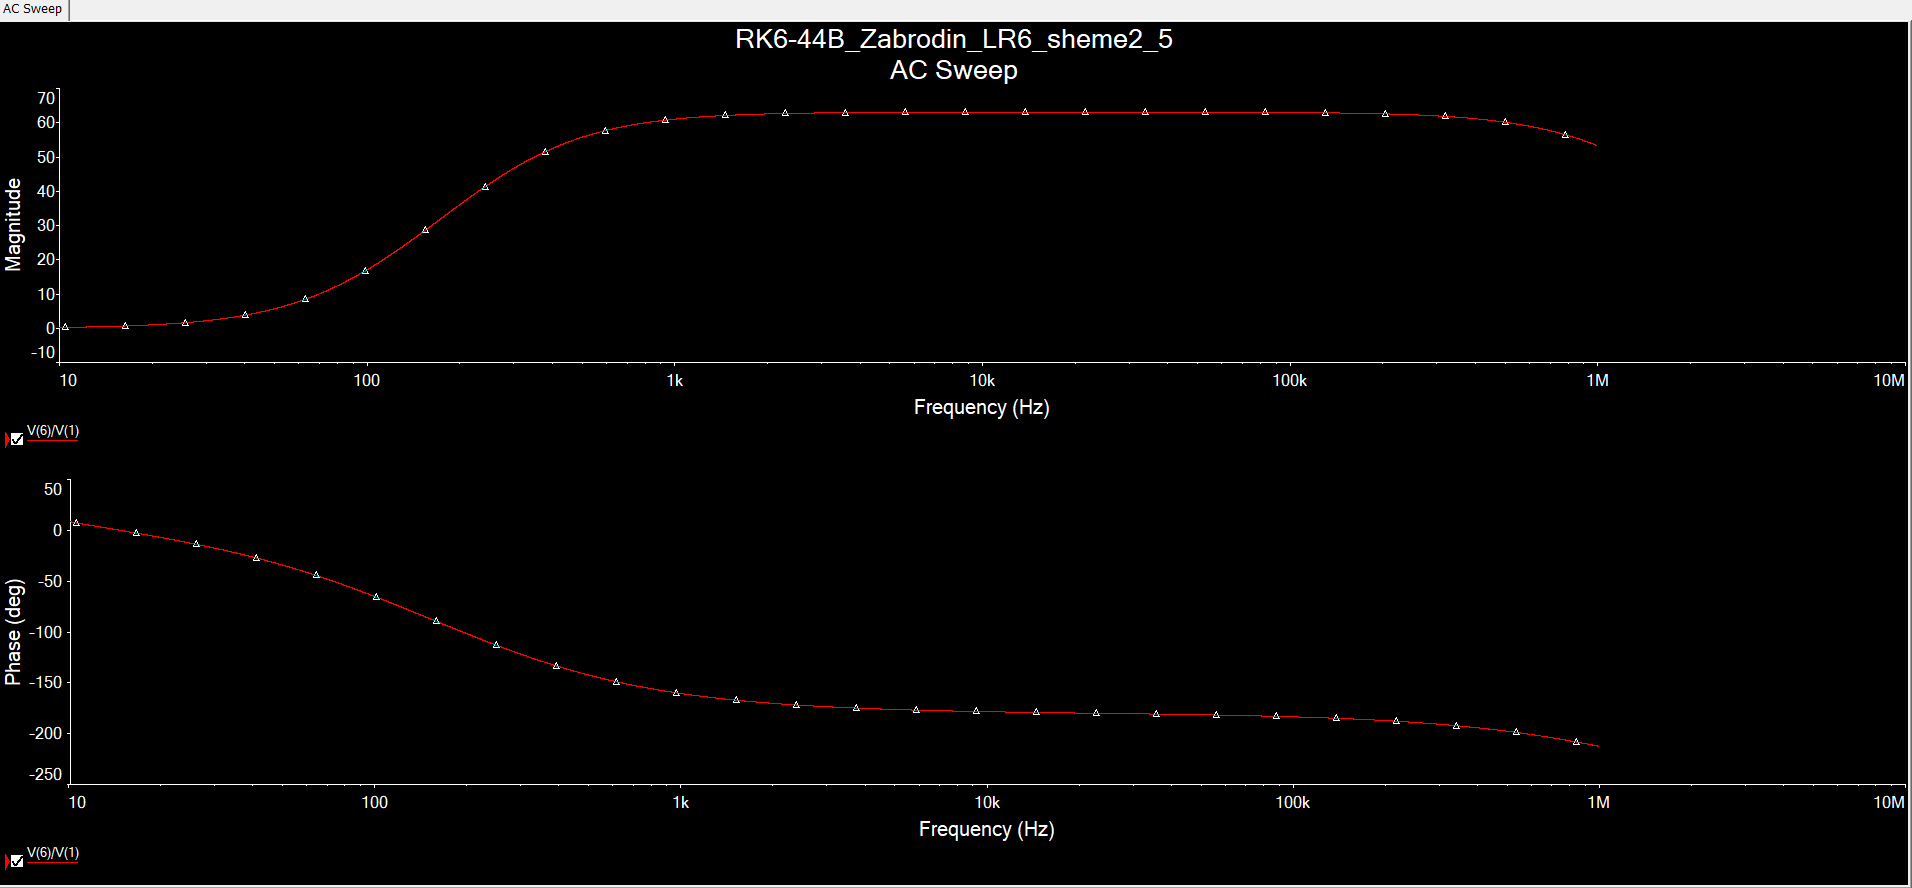 AC Sweep
RK6-44B_Zabrodin_LR6_sheme2_5
AC Sweep
70
60
50
40
30
20
10
0
-10
Magnitude
10 100 1k 10k 100k 1M 10M
Frequency (Hz)
V(6)/V(1)
50
0
-50
-100
-150
-200
-250
Phase (deg)
10 100 1k 10k 100k 1M 10M
Frequency (Hz)
V(6)/V(1)